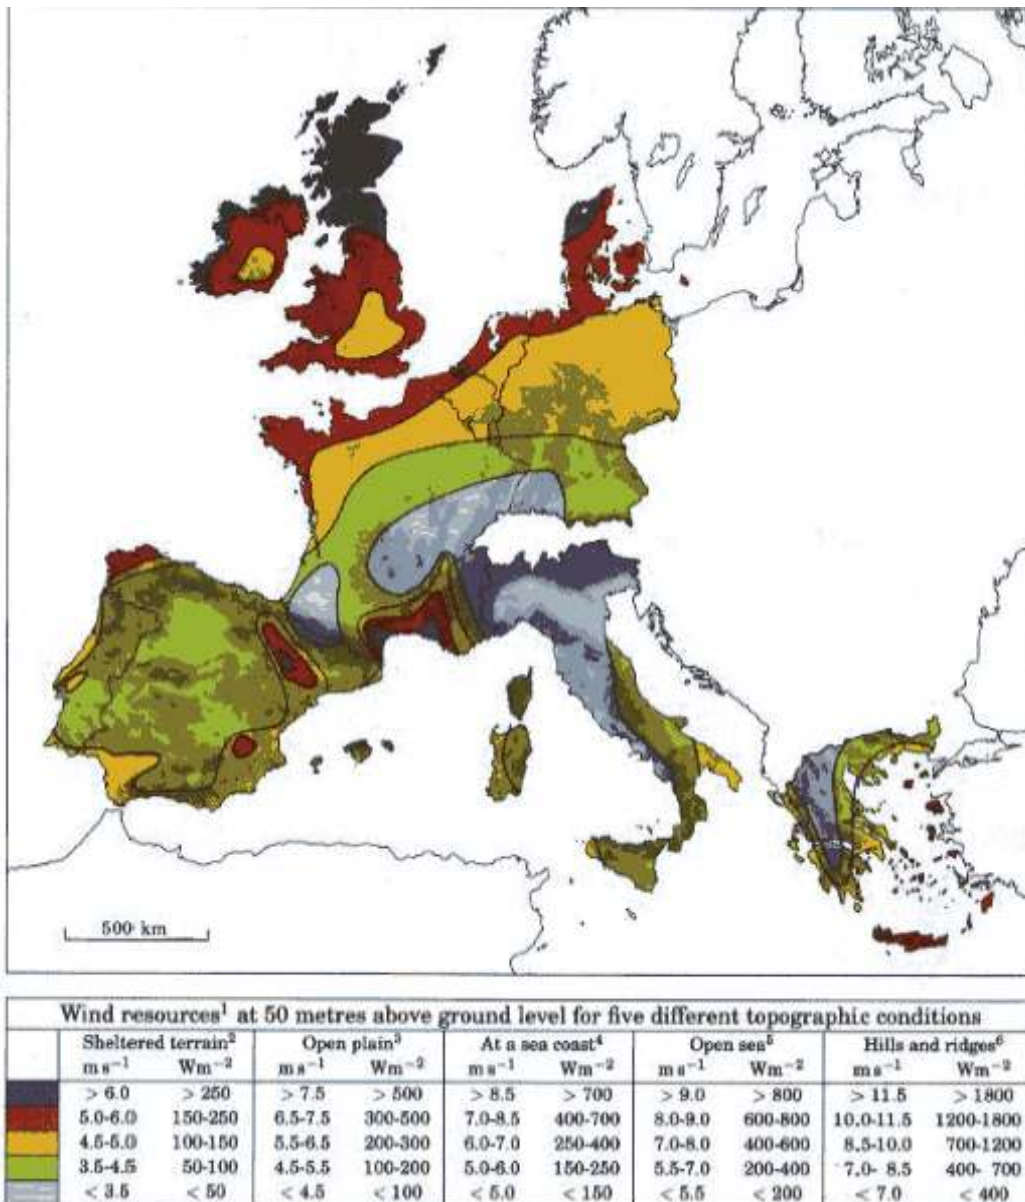 500 km
Wind resources¹ at 50 metres above ground level for five different topographic conditions
Sheltered terrain² Open plain³ At a sea coast⁴ Open sea⁵ Hills and ridges⁶
m s⁻¹ Wm⁻² m s⁻¹ Wm⁻² m s⁻¹ Wm⁻² m s⁻¹ Wm⁻² m s⁻¹ Wm⁻²
> 6.0 > 250 > 7.5 > 500 > 8.5 > 700 > 9.0 > 800 > 11.5 > 1800
5.0-6.0 150-250 6.5-7.5 300-500 7.0-8.5 400-700 8.0-9.0 600-800 10.0-11.5 1200-1800
4.5-5.0 100-150 5.5-6.5 200-300 6.0-7.0 250-400 7.0-8.0 400-600 8.5-10.0 700-1200
3.5-4.5 50-100 4.5-5.5 100-200 5.0-6.0 150-250 5.5-7.0 200-400 7.0- 8.5 400- 700
< 3.5 < 50 < 4.5 < 100 < 5.0 < 150 < 5.5 < 200 < 7.0 < 400